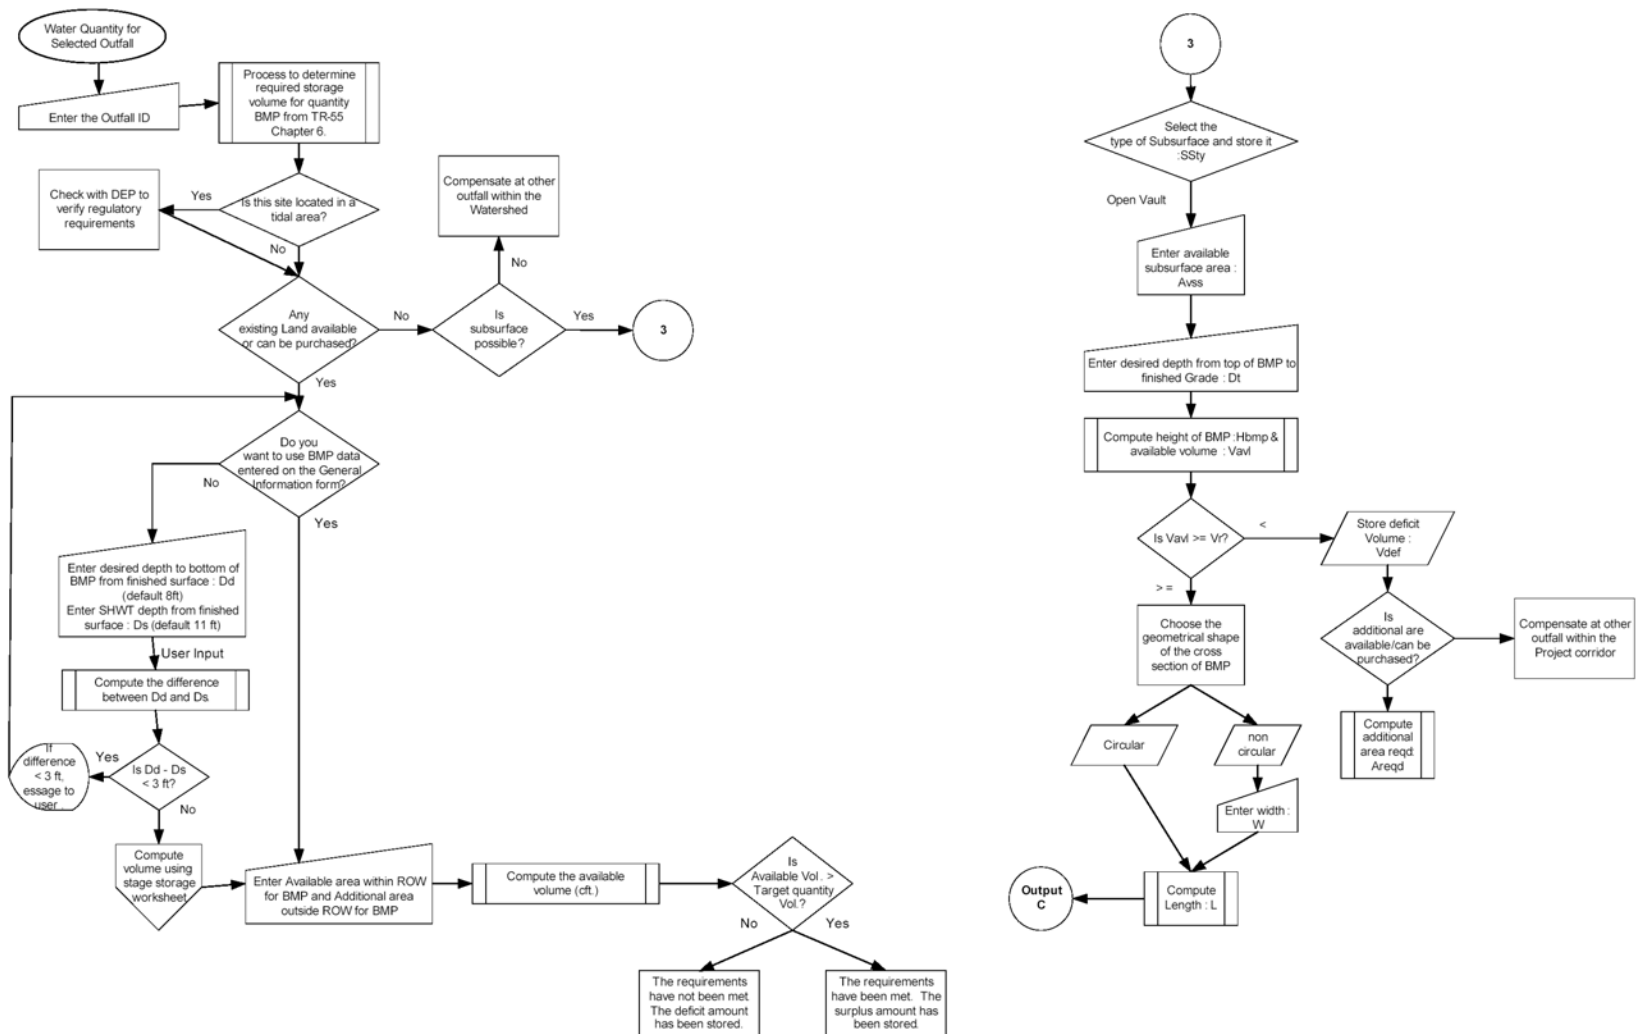 Water Quantity for
Selected Outfall
Enter the Outfall ID
Process to determine
required storage
volume for quantity
BMP from TR-55
Chapter 6.
Is this site located in a
tidal area?
Yes
No
Check with DEP to
verify regulatory
requirements
Compensate at other
outfall within the
Watershed
No
Any
existing Land available
or can be purchased?
No
Is
subsurface
possible?
Yes
3
Yes
Do you
want to use BMP data
entered on the General
Information form?
No
Yes
Enter desired depth to bottom of
BMP from finished surface : Dd
(default 8ft)
Enter SHWT depth from finished
surface : Ds (default 11 ft)
User Input
Compute the difference
between Dd and Ds.
Is Dd - Ds
< 3 ft?
Yes
No
If
difference
< 3 ft,
essage to
user .
Compute
volume using
stage storage
worksheet
Enter Available area within ROW
for BMP and Additional area
outside ROW for BMP
Compute the available
volume (cft.)
Is
Available Vol. >
Target quantity
Vol.?
No
Yes
The requirements
have not been met.
The deficit amount
has been stored.
The requirements
have been met. The
surplus amount has
been stored.
3
Select the
type of Subsurface and store it
:SSty
Open Vault
Enter available
subsurface area :
Avss
Enter desired depth from top of BMP to
finished Grade : Dt
Compute height of BMP :Hbmp &
available volume : Vavl
Is Vavl >= Vr?
<
Store deficit
Volume :
Vdef
> =
Is
additional are
available/can be
purchased?
Compensate at other
outfall within the
Project corridor
Compute
additional
area reqd:
Areqd
Choose the
geometrical shape
of the cross
section of BMP
Circular
non
circular
Enter width :
W
Compute
Length : L
Output
C